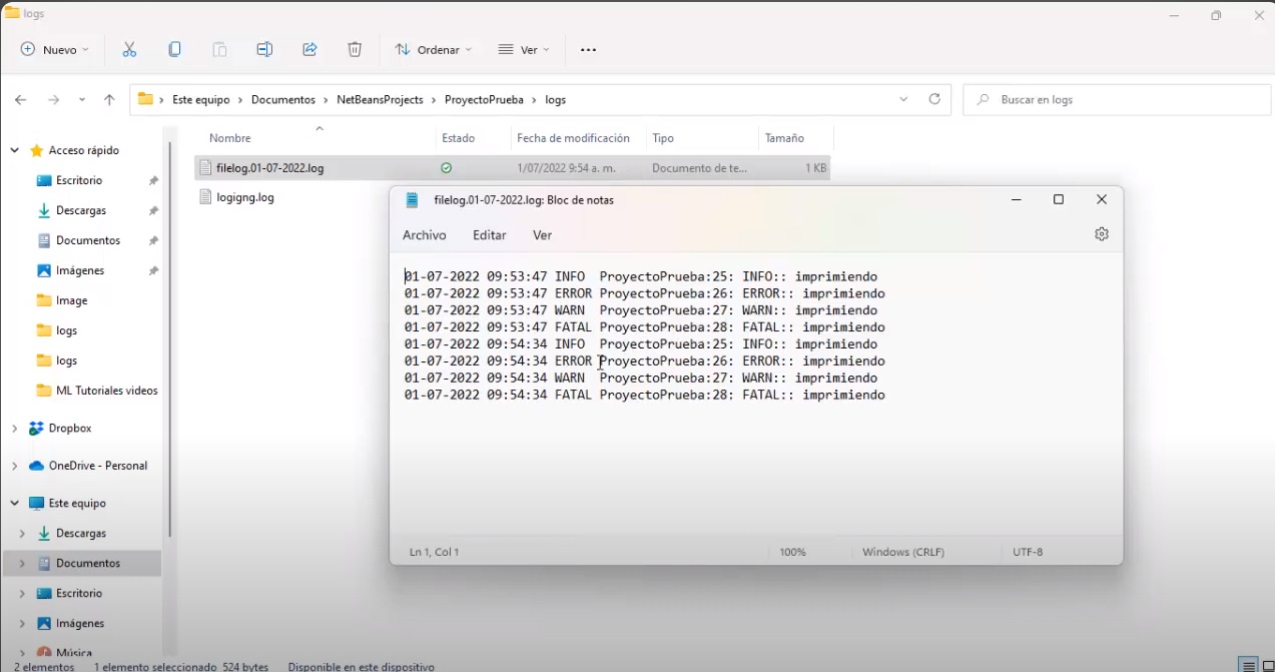 logs
Nuevo
Ordenar
Ver
Este equipo > Documentos > NetBeansProjects > ProyectoPrueba > logs
Buscar en logs
Nombre Estado Fecha de modificación Tipo Tamaño
filelog.01-07-2022.log 1/07/2022 9:54 a. m. Documento de te... 1 KB
logigng.log
Acceso rápido
Escritorio
Descargas
Documentos
Imágenes
Image
logs
logs
ML Tutoriales videos
Dropbox
OneDrive - Personal
Este equipo
Descargas
Documentos
Escritorio
Imágenes
Música
filelog.01-07-2022.log: Bloc de notas
Archivo Editar Ver
01-07-2022 09:53:47 INFO  ProyectoPrueba:25: INFO:: imprimiendo
01-07-2022 09:53:47 ERROR ProyectoPrueba:26: ERROR:: imprimiendo
01-07-2022 09:53:47 WARN  ProyectoPrueba:27: WARN:: imprimiendo
01-07-2022 09:53:47 FATAL ProyectoPrueba:28: FATAL:: imprimiendo
01-07-2022 09:54:34 INFO  ProyectoPrueba:25: INFO:: imprimiendo
01-07-2022 09:54:34 ERROR ProyectoPrueba:26: ERROR:: imprimiendo
01-07-2022 09:54:34 WARN  ProyectoPrueba:27: WARN:: imprimiendo
01-07-2022 09:54:34 FATAL ProyectoPrueba:28: FATAL:: imprimiendo
Ln 1, Col 1 100% Windows (CRLF) UTF-8
2 elementos 1 elemento seleccionado 524 bytes Disponible en este dispositivo